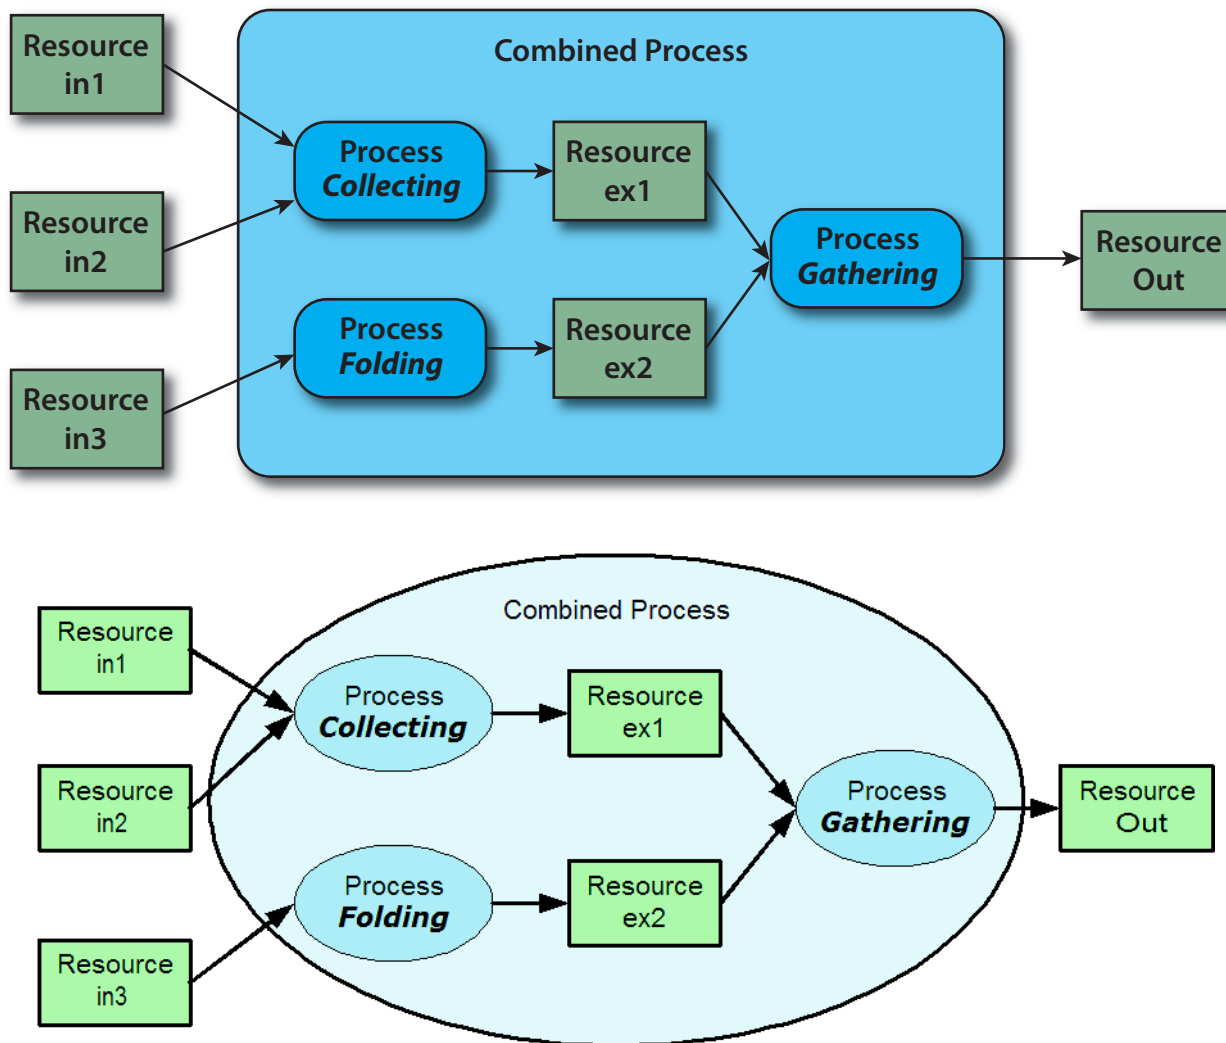 Combined Process
Resource
in1
Process
Collecting
Resource
ex1
Resource
in2
Process
Gathering
Resource
Out
Process
Folding
Resource
ex2
Resource
in3
Combined Process
Resource
in1
Process
Collecting
Resource
ex1
Resource
in2
Process
Gathering
Resource
Out
Process
Folding
Resource
ex2
Resource
in3